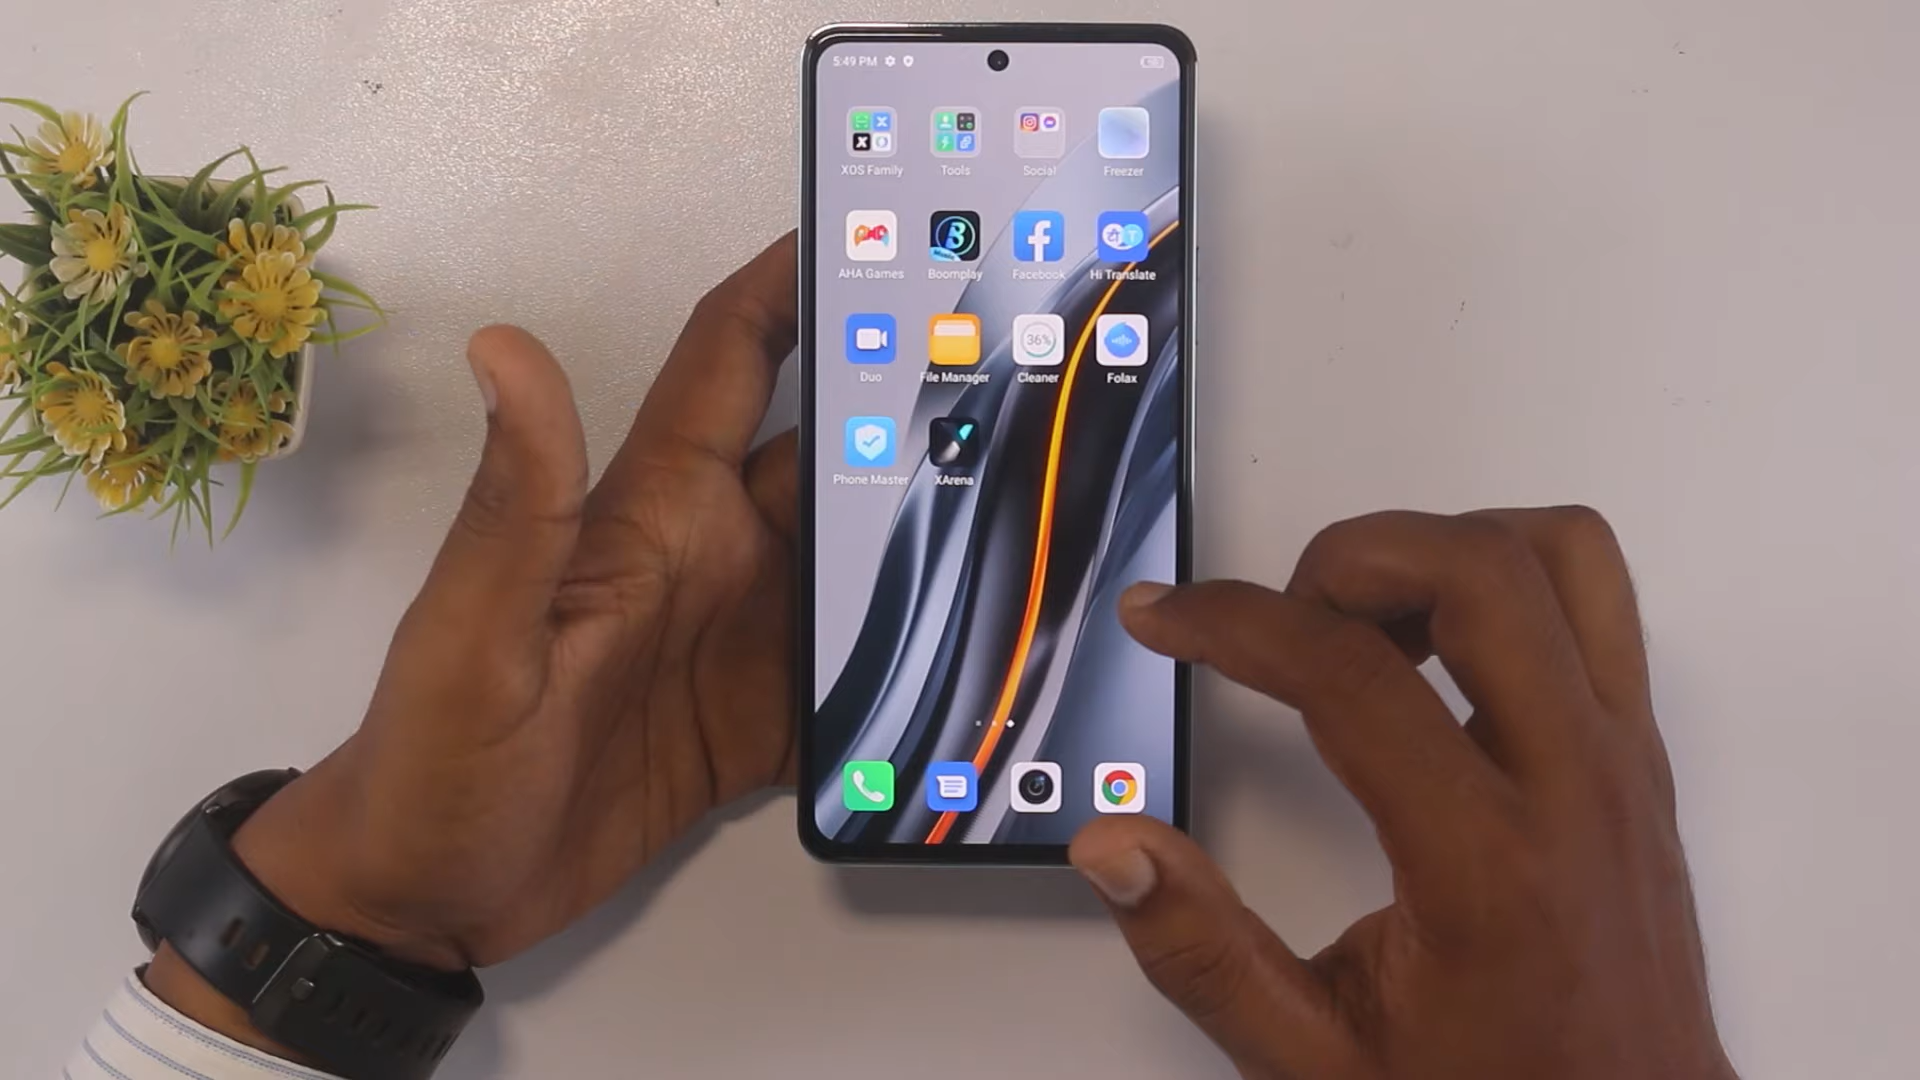 5:49 PM
XOS Family Tools Social Freezer
AHA Games Boomplay Facebook Hi Translate
36%
Duo File Manager Cleaner Folax
Phone Master XArena